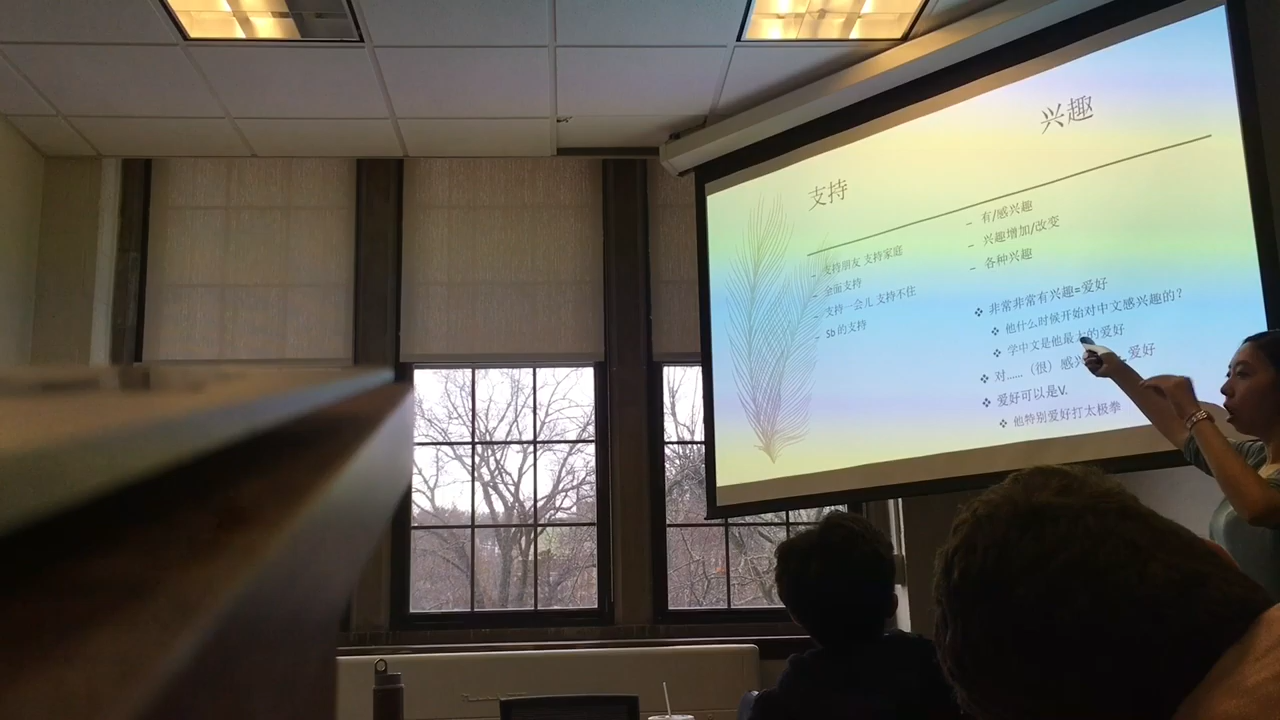 支持
– 支持朋友 支持家庭
– 全面支持
– 支持一会儿 支持不住
– Sb 的支持
兴趣
– 有/感兴趣
– 兴趣增加/改变
– 各种兴趣
❖ 非常非常有兴趣=爱好
❖ 他什么时候开始对中文感兴趣的？
❖ 学中文是他最大的爱好
❖ 对……（很）感兴 爱好
❖ 爱好可以是V.
❖ 他特别爱好打太极拳